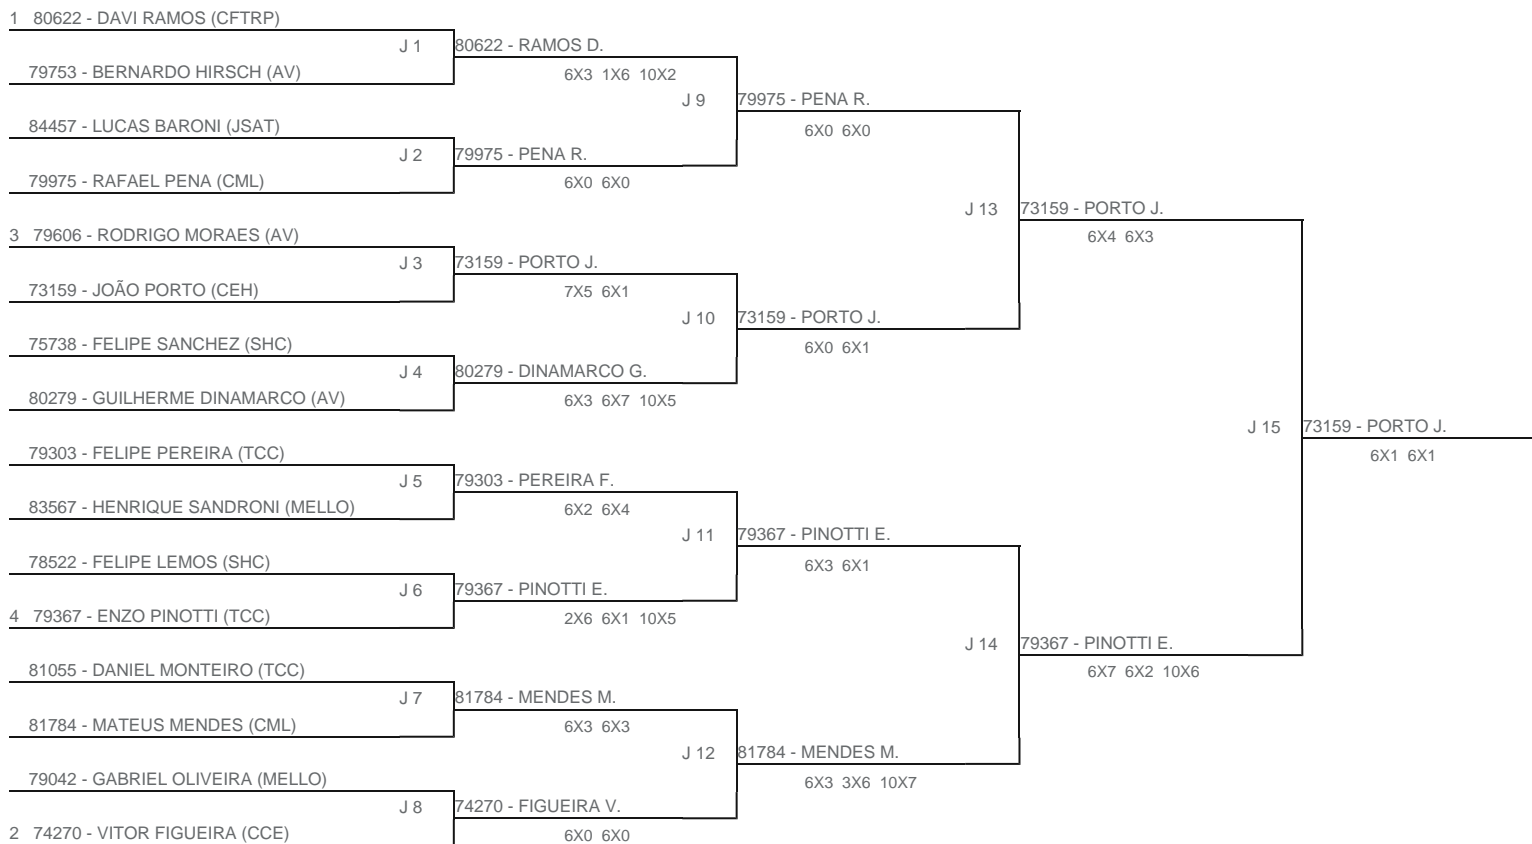 1 80622 - DAVI RAMOS (CFTRP)
J 1
80622 - RAMOS D.
79753 - BERNARDO HIRSCH (AV)
6X3 1X6 10X2
J 9
79975 - PENA R.
84457 - LUCAS BARONI (JSAT)
6X0 6X0
J 2
79975 - PENA R.
79975 - RAFAEL PENA (CML)
6X0 6X0
J 13
73159 - PORTO J.
3 79606 - RODRIGO MORAES (AV)
6X4 6X3
J 3
73159 - PORTO J.
73159 - JOÃO PORTO (CEH)
7X5 6X1
J 10
73159 - PORTO J.
75738 - FELIPE SANCHEZ (SHC)
6X0 6X1
J 4
80279 - DINAMARCO G.
80279 - GUILHERME DINAMARCO (AV)
6X3 6X7 10X5
J 15
73159 - PORTO J.
79303 - FELIPE PEREIRA (TCC)
6X1 6X1
J 5
79303 - PEREIRA F.
83567 - HENRIQUE SANDRONI (MELLO)
6X2 6X4
J 11
79367 - PINOTTI E.
78522 - FELIPE LEMOS (SHC)
6X3 6X1
J 6
79367 - PINOTTI E.
4 79367 - ENZO PINOTTI (TCC)
2X6 6X1 10X5
J 14
79367 - PINOTTI E.
81055 - DANIEL MONTEIRO (TCC)
6X7 6X2 10X6
J 7
81784 - MENDES M.
81784 - MATEUS MENDES (CML)
6X3 6X3
J 12
81784 - MENDES M.
79042 - GABRIEL OLIVEIRA (MELLO)
6X3 3X6 10X7
J 8
74270 - FIGUEIRA V.
2 74270 - VITOR FIGUEIRA (CCE)
6X0 6X0